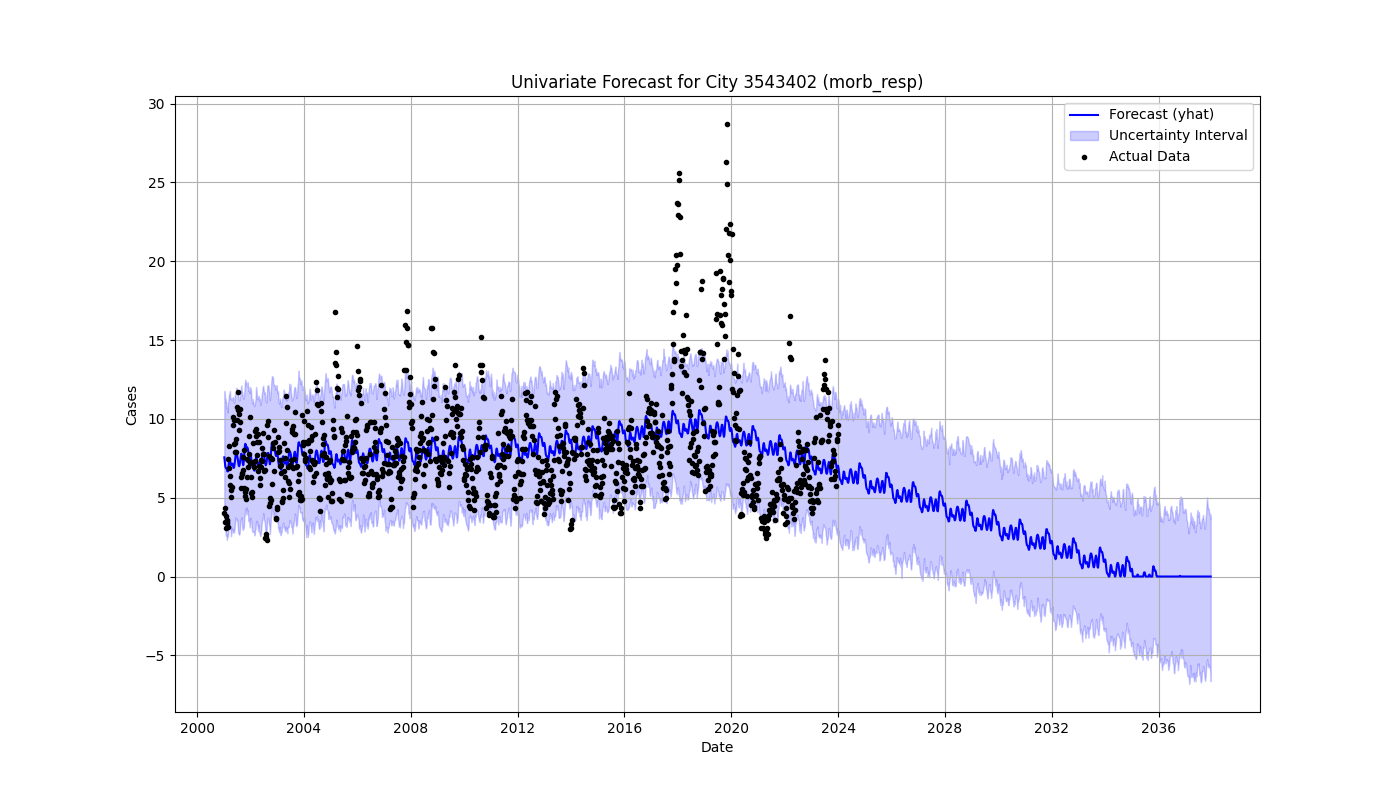 Univariate Forecast for City 3543402 (morb_resp)
Forecast (yhat)
Uncertainty Interval
Actual Data
Cases
30
25
20
15
10
5
0
−5
2000 2004 2008 2012 2016 2020 2024 2028 2032 2036
Date